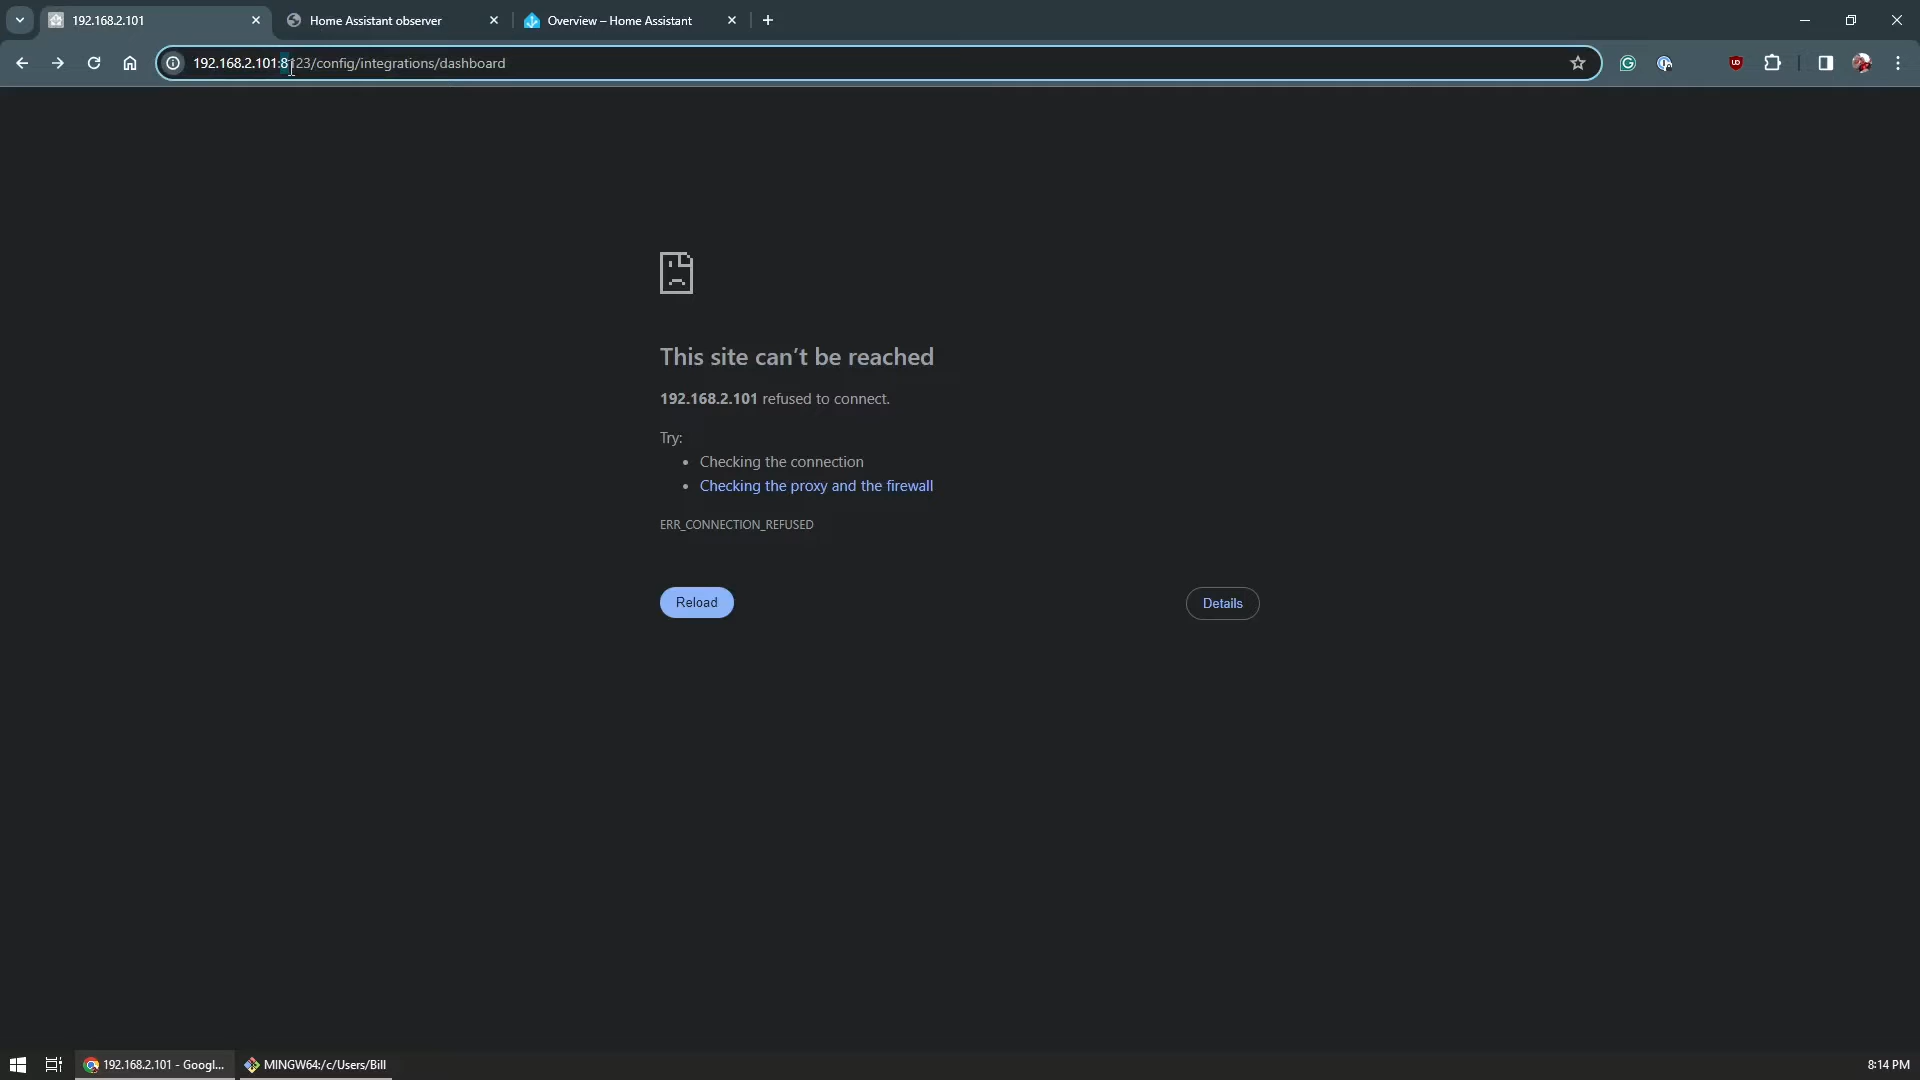 192.168.2.101
Home Assistant observer
Overview – Home Assistant
192.168.2.101:8123/config/integrations/dashboard
This site can't be reached
192.168.2.101 refused to connect.
Try:
• Checking the connection
• Checking the proxy and the firewall
ERR_CONNECTION_REFUSED
Reload
Details
192.168.2.101 - Googl...
MINGW64:/c/Users/Bill
8:14 PM